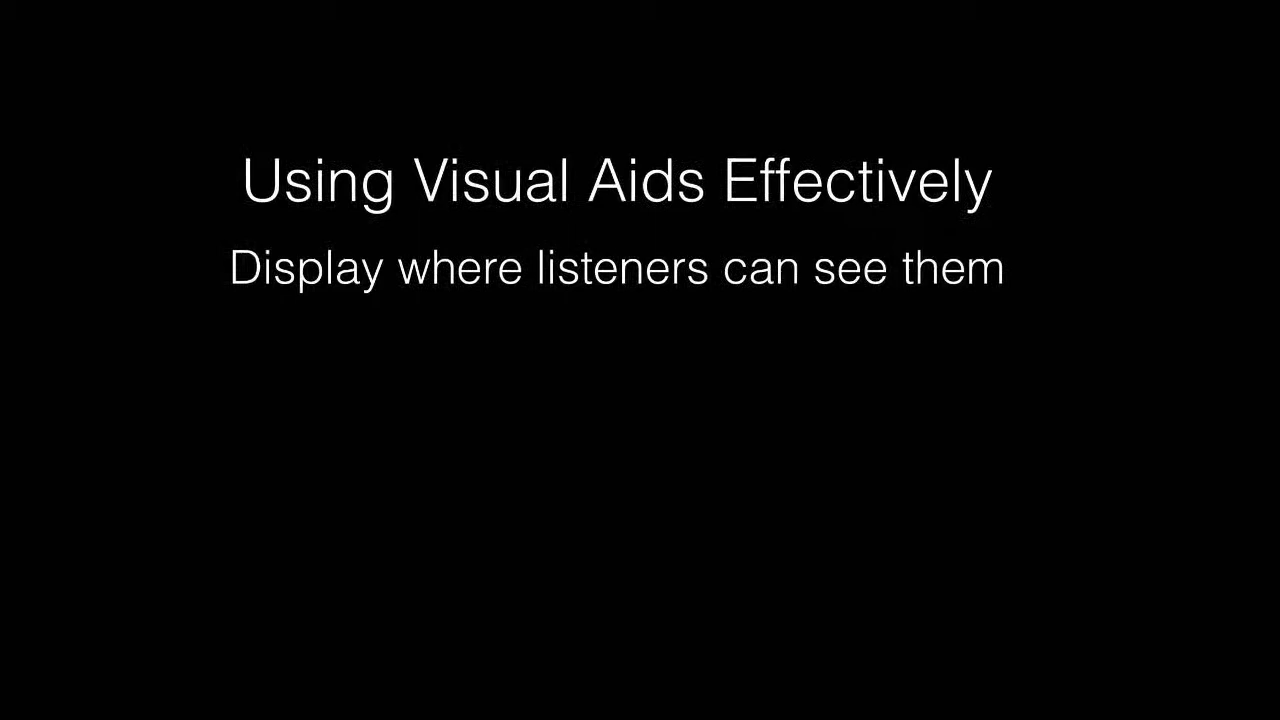 Using Visual Aids Effectively
Display where listeners can see them